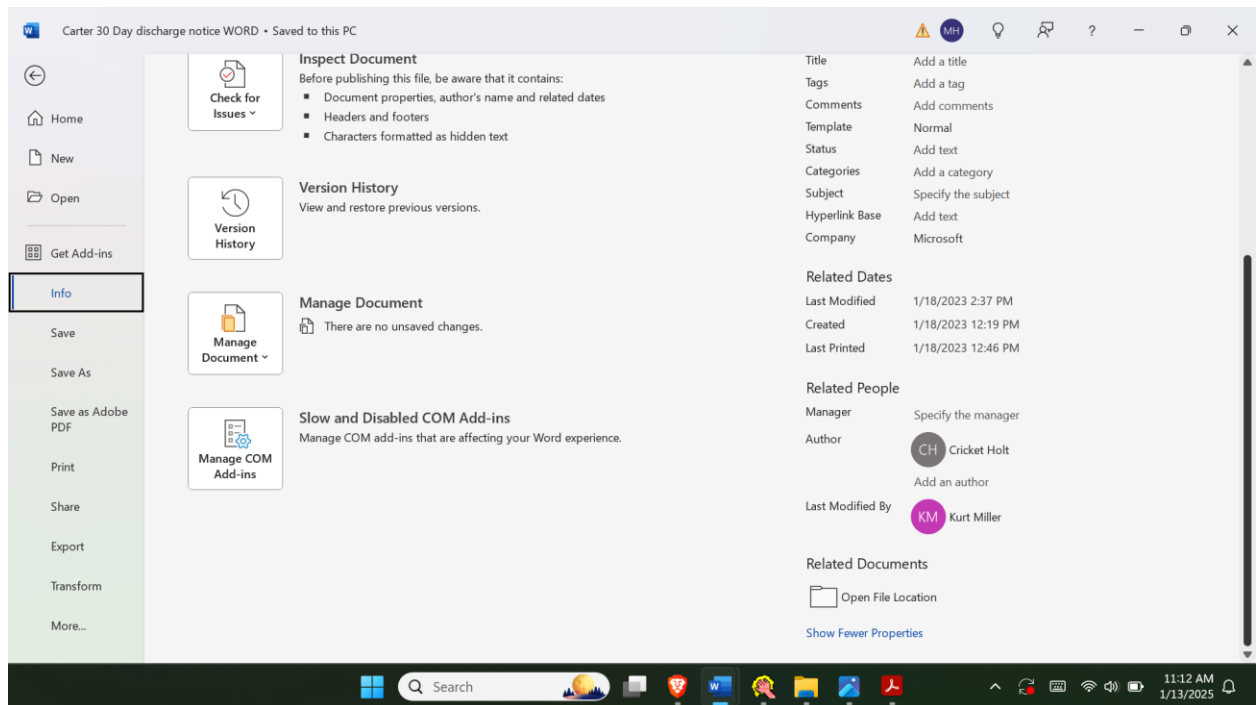 Carter 30 Day discharge notice WORD • Saved to this PC
MH
?
Home
New
Open
Get Add-ins
Info
Save
Save As
Save as Adobe
PDF
Print
Share
Export
Transform
More...
Check for
Issues
Inspect Document
Before publishing this file, be aware that it contains:
Document properties, author's name and related dates
Headers and footers
Characters formatted as hidden text
Version
History
Version History
View and restore previous versions.
Manage
Document
Manage Document
There are no unsaved changes.
Manage COM
Add-ins
Slow and Disabled COM Add-ins
Manage COM add-ins that are affecting your Word experience.
Title Add a title
Tags Add a tag
Comments Add comments
Template Normal
Status Add text
Categories Add a category
Subject Specify the subject
Hyperlink Base Add text
Company Microsoft
Related Dates
Last Modified 1/18/2023 2:37 PM
Created 1/18/2023 12:19 PM
Last Printed 1/18/2023 12:46 PM
Related People
Manager Specify the manager
Author CH Cricket Holt
Add an author
Last Modified By KM Kurt Miller
Related Documents
Open File Location
Show Fewer Properties
Search
11:12 AM
1/13/2025